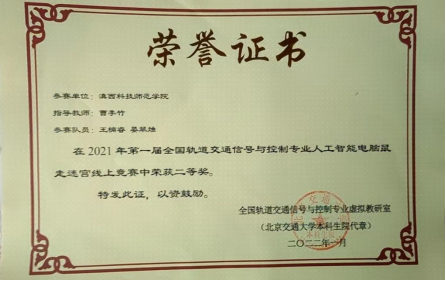 荣誉证书
参赛单位：滇西科技师范学院
指导教师：曹李竹
参赛队员：王楠睿 晏翠烛
在2021年第一届全国轨道交通信号与控制专业人工智能电脑鼠
走迷宫线上竞赛中荣获二等奖。
特发此证，以资鼓励。
全国轨道交通信号与控制专业虚拟教研室
（北京交通大学本科生院代章）
二〇二二年一月